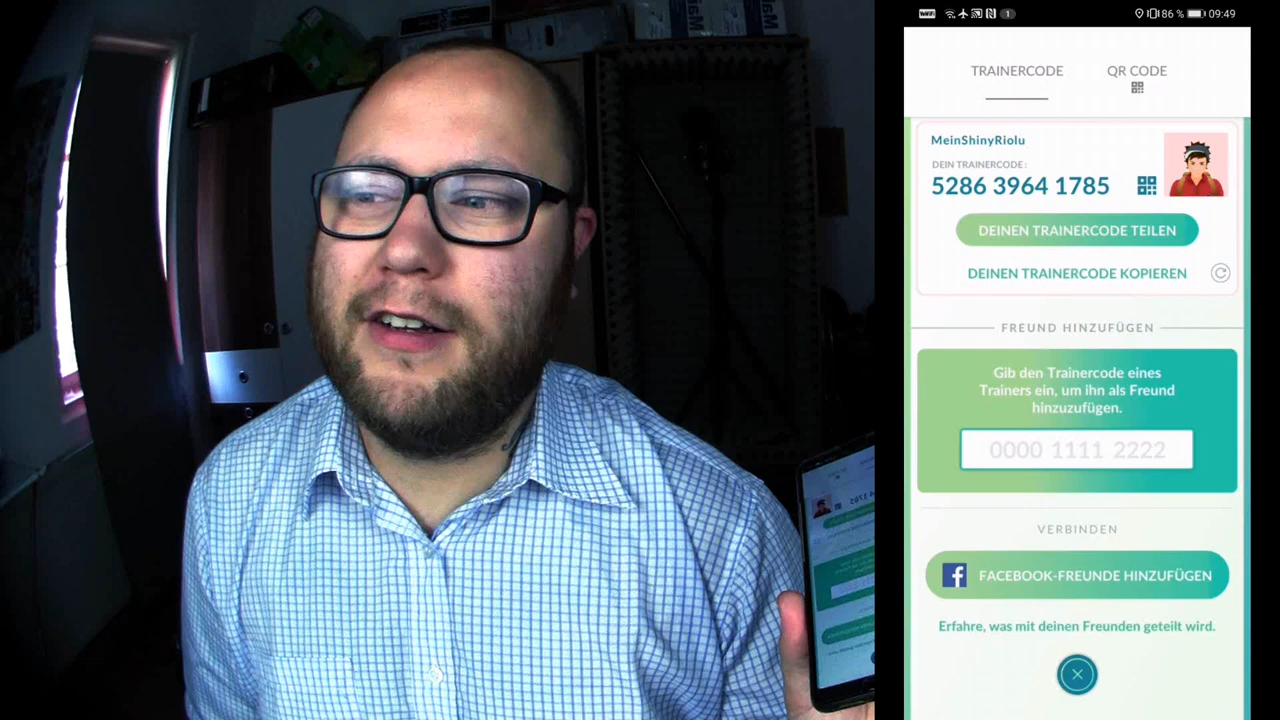 VoWiFi 1 86 % 09:49
TRAINERCODE QR CODE
MeinShinyRiolu
DEIN TRAINERCODE :
5286 3964 1785
DEINEN TRAINERCODE TEILEN
DEINEN TRAINERCODE KOPIEREN
FREUND HINZUFÜGEN
Gib den Trainercode eines
Trainers ein, um ihn als Freund
hinzuzufügen.
0000 1111 2222
VERBINDEN
FACEBOOK-FREUNDE HINZUFÜGEN
Erfahre, was mit deinen Freunden geteilt wird.